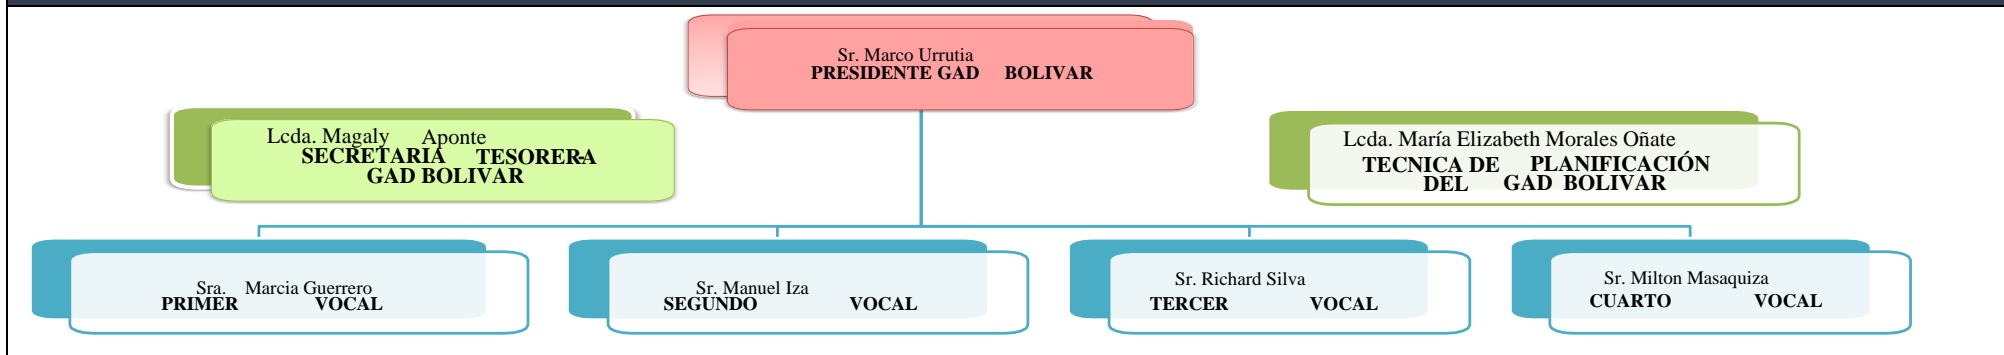 Sr. Marco Urrutia
PRESIDENTE GAD BOLIVAR
Lcda. Magaly Aponte
SECRETARIA TESORERA-
GAD BOLIVAR
Lcda. María Elizabeth Morales Oñate
TECNICA DE PLANIFICACIÓN
DEL GAD BOLIVAR
Sra. Marcia Guerrero
PRIMER VOCAL
Sr. Manuel Iza
SEGUNDO VOCAL
Sr. Richard Silva
TERCER VOCAL
Sr. Milton Masaquiza
CUARTO VOCAL